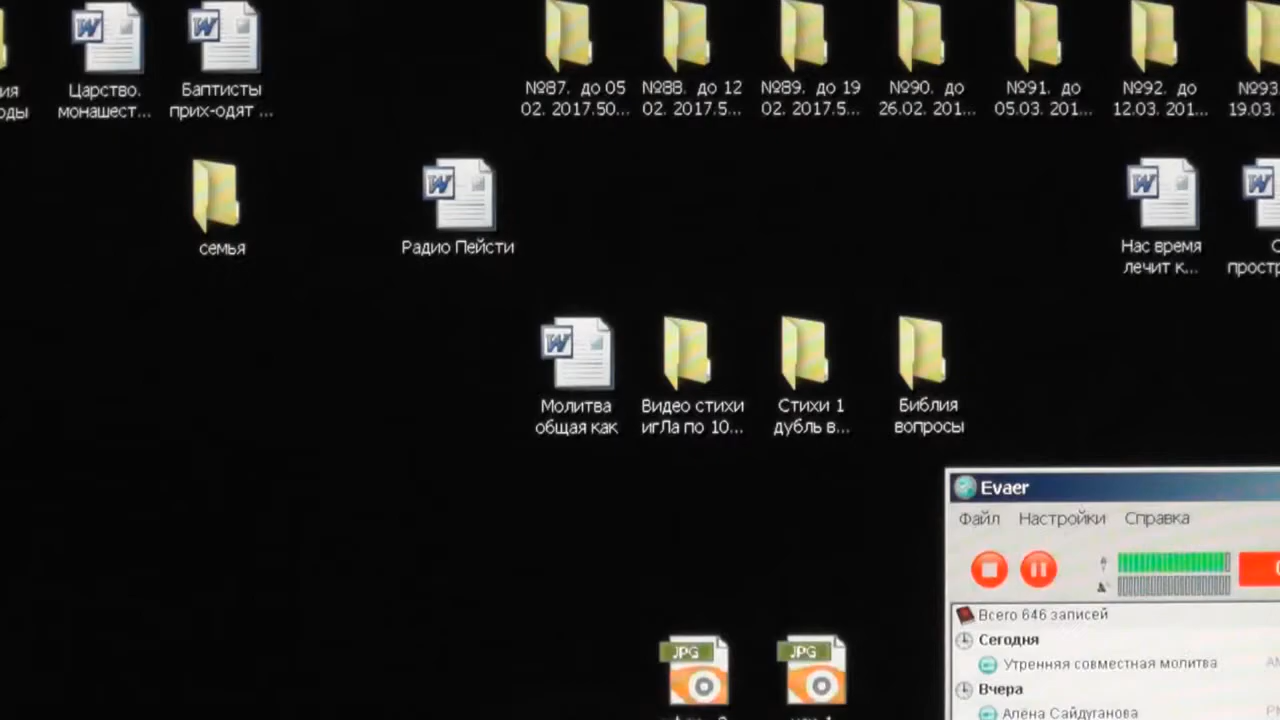 ия
оды
Царство.
монашест...
Баптисты
прих-одят ...
№87. до 05
02. 2017.50...
№88. до 12
02. 2017.5...
№89. до 19
02. 2017.5...
№90. до
26.02. 201...
№91. до
05.03. 201...
№92. до
12.03. 201...
№93
19.03.
семья
Радио Пейсти
Нас время
лечит к...
простр
Молитва
общая как
Видео стихи
игЛа по 10...
Стихи 1
дубль в...
Библия
вопросы
JPG
JPG
Evaer
Файл Настройки Справка
Всего 646 записей
Сегодня
Утренняя совместная молитва
Вчера
Алёна Сайдуганова